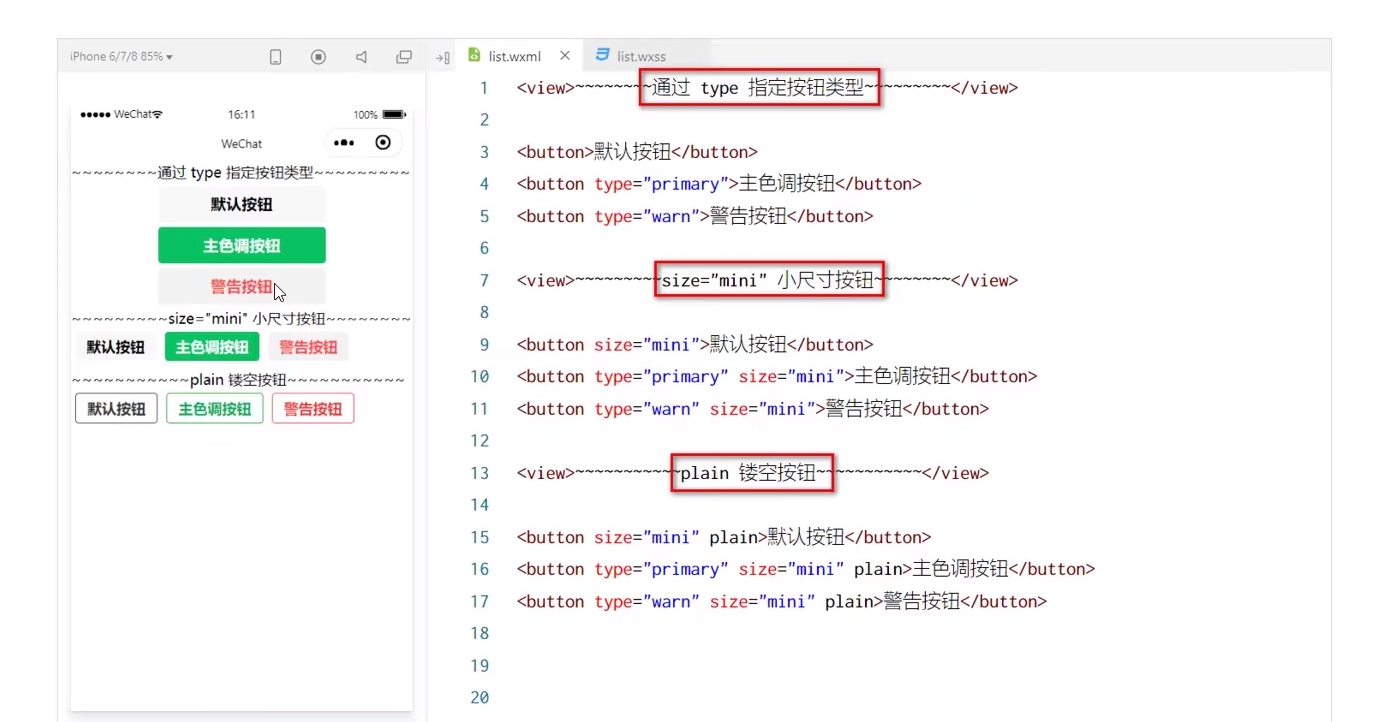 iPhone 6/7/8 85%
WeChat
16:11
100%
WeChat
~~~~~~~~通过 type 指定按钮类型~~~~~~~~~
默认按钮
主色调按钮
警告按钮
~~~~~~~~~size="mini" 小尺寸按钮~~~~~~~~
默认按钮 主色调按钮 警告按钮
~~~~~~~~~~~plain 镂空按钮~~~~~~~~~~~
默认按钮 主色调按钮 警告按钮
list.wxml list.wxss
1 <view>~~~~~~~~通过 type 指定按钮类型~~~~~~~~~</view>
2
3 <button>默认按钮</button>
4 <button type="primary">主色调按钮</button>
5 <button type="warn">警告按钮</button>
6
7 <view>~~~~~~~~~size="mini" 小尺寸按钮~~~~~~~~</view>
8
9 <button size="mini">默认按钮</button>
10 <button type="primary" size="mini">主色调按钮</button>
11 <button type="warn" size="mini">警告按钮</button>
12
13 <view>~~~~~~~~~~~plain 镂空按钮~~~~~~~~~~~</view>
14
15 <button size="mini" plain>默认按钮</button>
16 <button type="primary" size="mini" plain>主色调按钮</button>
17 <button type="warn" size="mini" plain>警告按钮</button>
18
19
20